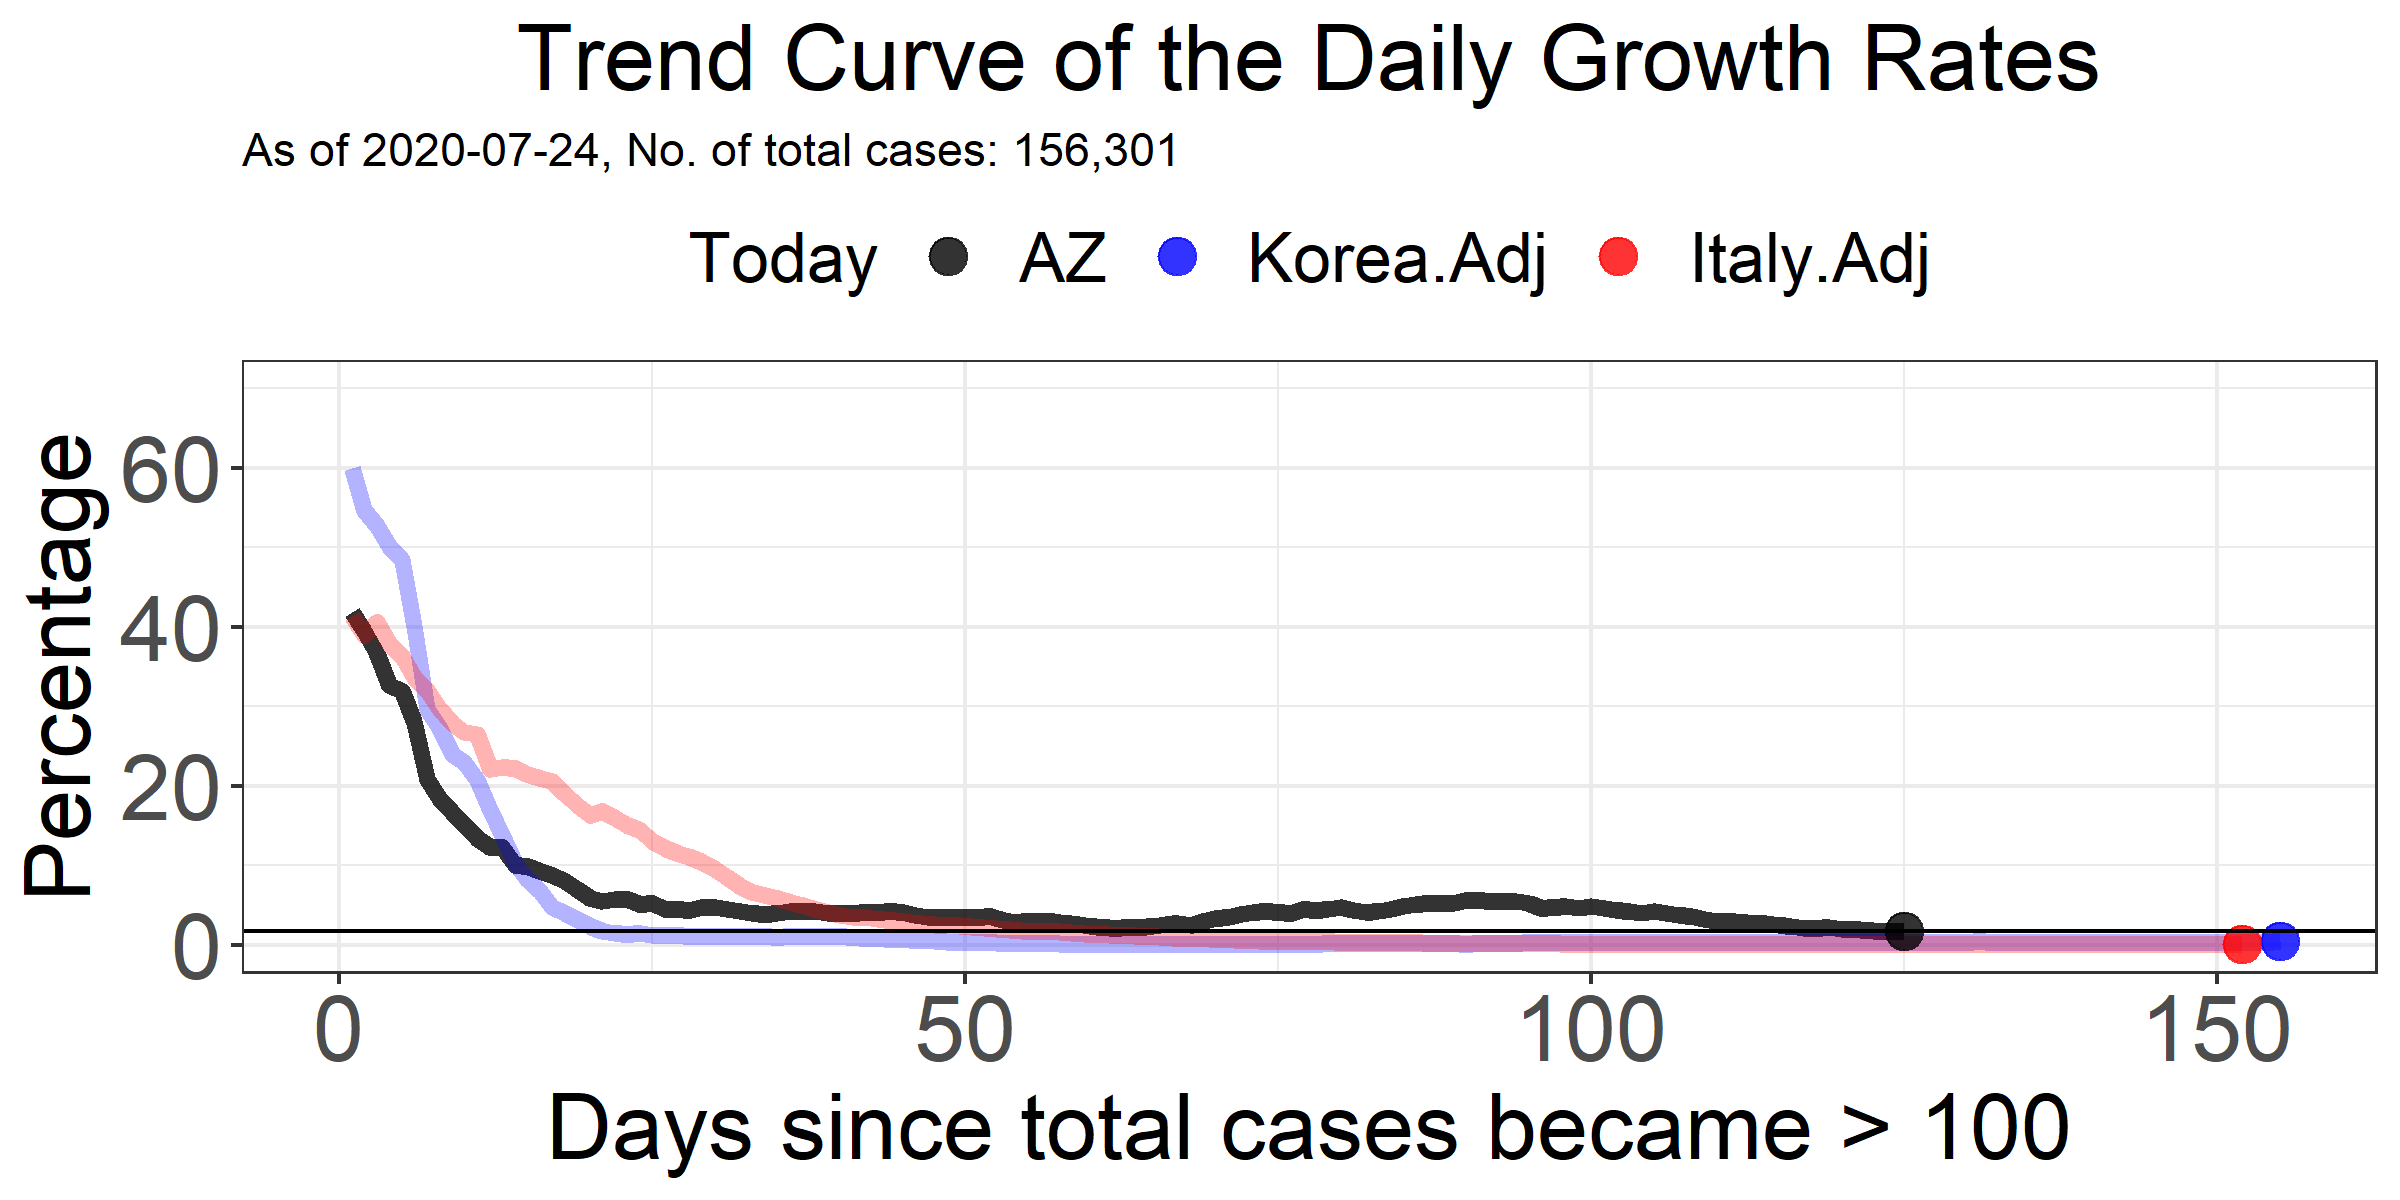 Trend Curve of the Daily Growth Rates
As of 2020-07-24, No. of total cases: 156,301
Today AZ Korea.Adj Italy.Adj
Percentage
60
40
20
0
0 50 100 150
Days since total cases became > 100